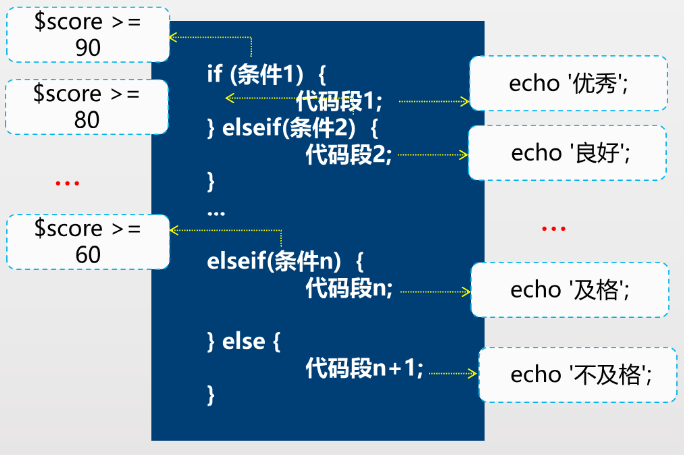 $score >=
90
$score >=
80
...
$score >=
60
if (条件1) {
代码段1;
} elseif(条件2) {
代码段2;
}
...
elseif(条件n) {
代码段n;
} else {
代码段n+1;
}
echo '优秀';
echo '良好';
...
echo '及格';
echo '不及格';